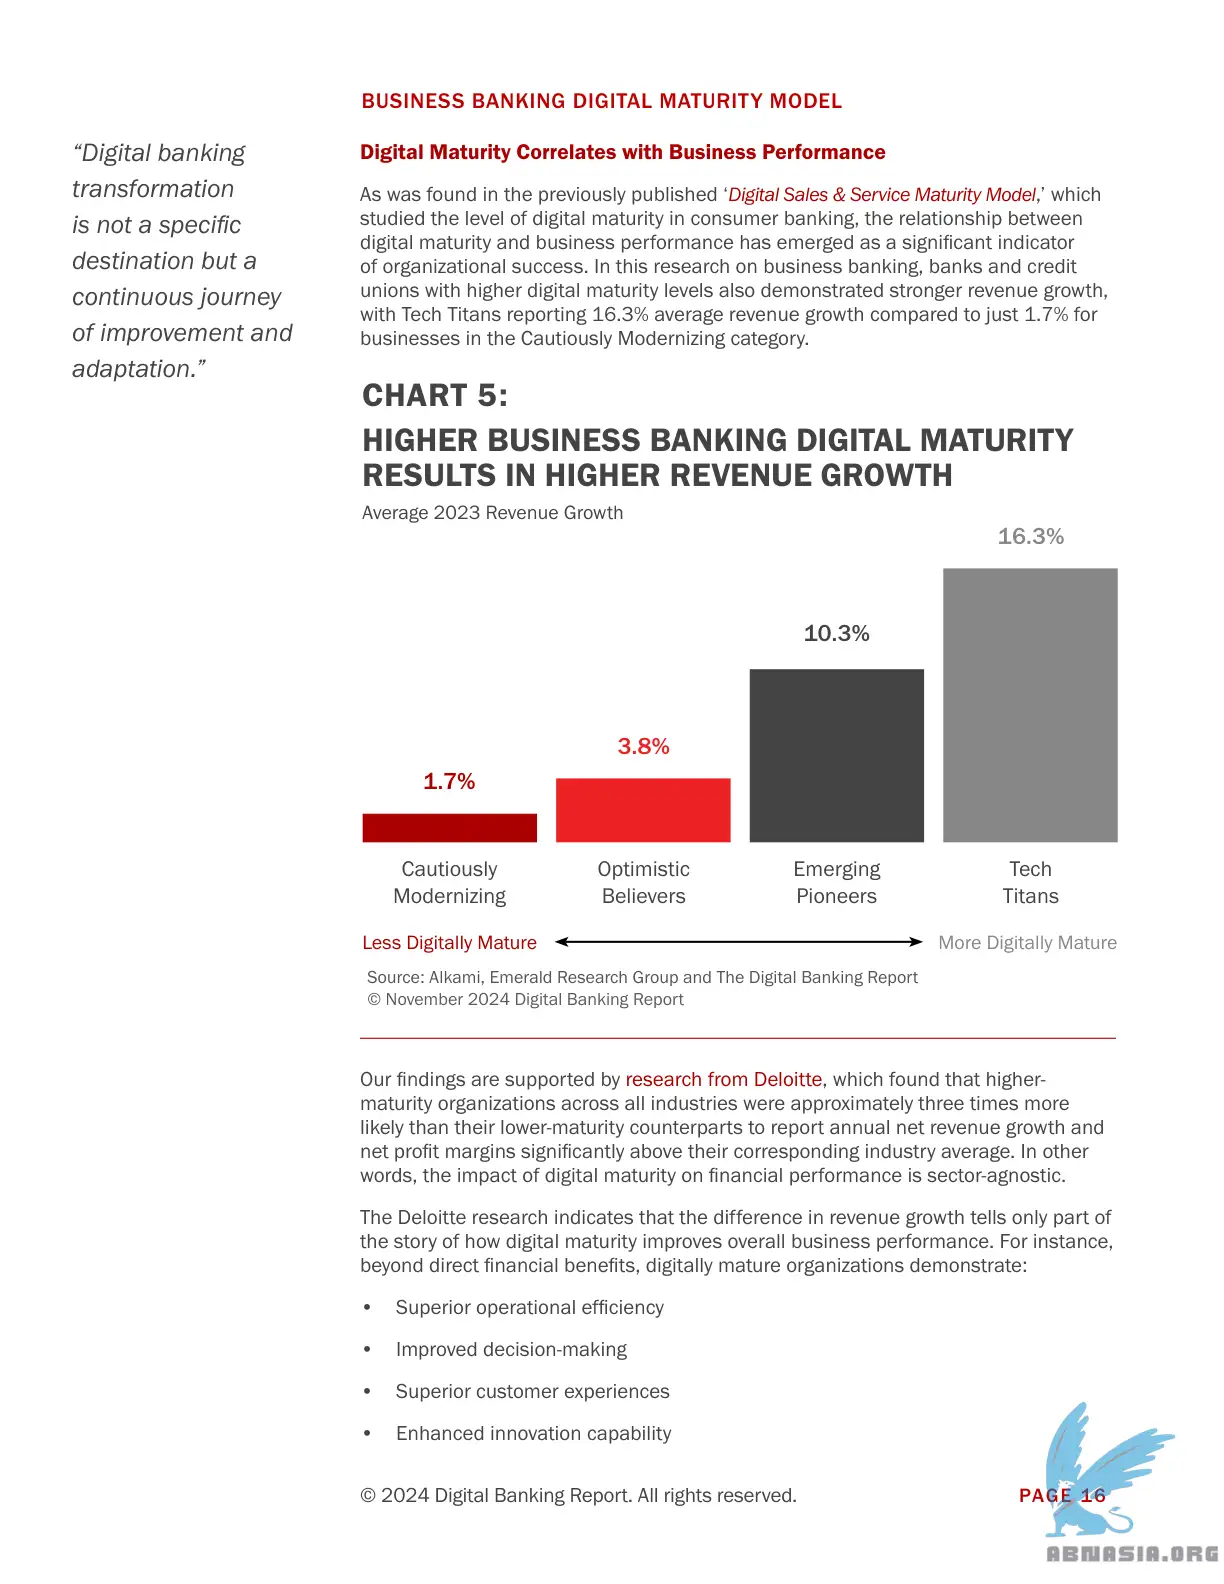 BUSINESS BANKING DIGITAL MATURITY MODEL
“Digital banking
transformation
is not a specific
destination but a
continuous journey
of improvement and
adaptation.”
Digital Maturity Correlates with Business Performance
As was found in the previously published ‘Digital Sales & Service Maturity Model,’ which
studied the level of digital maturity in consumer banking, the relationship between
digital maturity and business performance has emerged as a significant indicator
of organizational success. In this research on business banking, banks and credit
unions with higher digital maturity levels also demonstrated stronger revenue growth,
with Tech Titans reporting 16.3% average revenue growth compared to just 1.7% for
businesses in the Cautiously Modernizing category.
CHART 5:
HIGHER BUSINESS BANKING DIGITAL MATURITY
RESULTS IN HIGHER REVENUE GROWTH
Average 2023 Revenue Growth
16.3%
10.3%
3.8%
1.7%
Cautiously
Modernizing
Optimistic
Believers
Emerging
Pioneers
Tech
Titans
Less Digitally Mature
More Digitally Mature
Source: Alkami, Emerald Research Group and The Digital Banking Report
© November 2024 Digital Banking Report
Our findings are supported by research from Deloitte, which found that higher-
maturity organizations across all industries were approximately three times more
likely than their lower-maturity counterparts to report annual net revenue growth and
net profit margins significantly above their corresponding industry average. In other
words, the impact of digital maturity on financial performance is sector-agnostic.
The Deloitte research indicates that the difference in revenue growth tells only part of
the story of how digital maturity improves overall business performance. For instance,
beyond direct financial benefits, digitally mature organizations demonstrate:
• Superior operational efficiency
• Improved decision-making
• Superior customer experiences
• Enhanced innovation capability
© 2024 Digital Banking Report. All rights reserved.
PAGE 16
ABNASIA.ORG